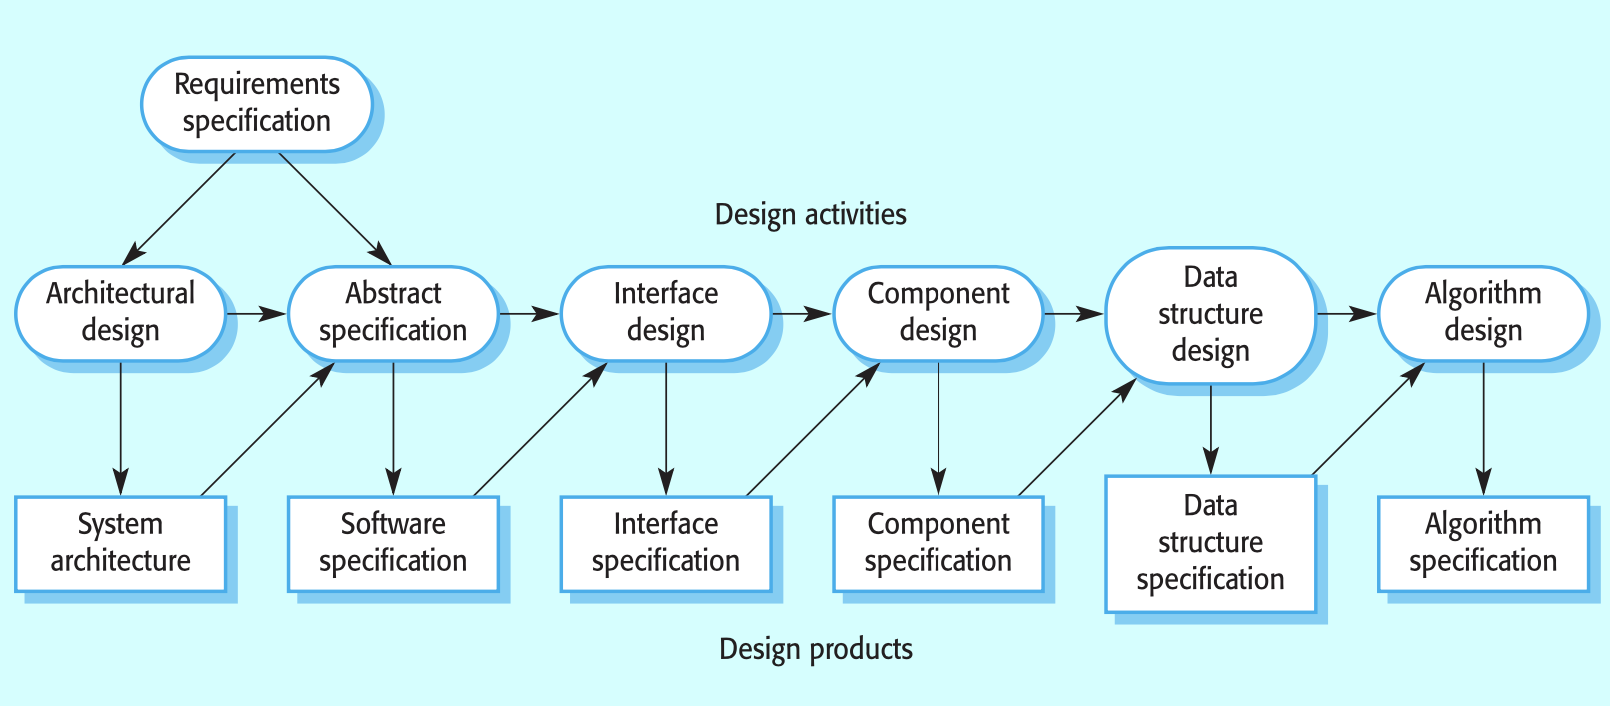 Requirements
specification
Design activities
Architectural
design
Abstract
specification
Interface
design
Component
design
Data
structure
design
Algorithm
design
System
architecture
Software
specification
Interface
specification
Component
specification
Data
structure
specification
Algorithm
specification
Design products